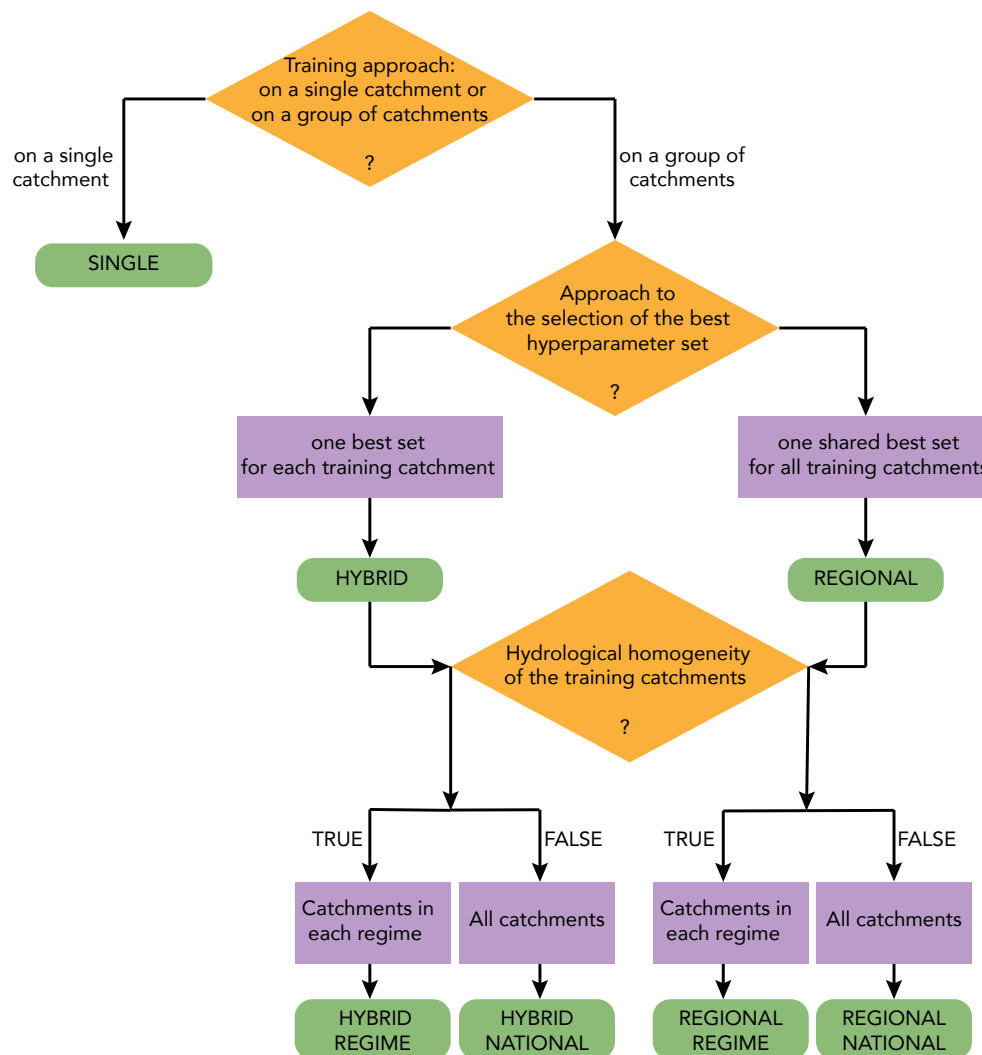 Training approach:
on a single catchment or
on a group of catchments
?
on a single
catchment
on a group of
catchments
SINGLE
Approach to
the selection of the best
hyperparameter set
?
one best set
for each training catchment
one shared best set
for all training catchments
HYBRID
REGIONAL
Hydrological homogeneity
of the training catchments
?
TRUE
FALSE
TRUE
FALSE
Catchments in
each regime
All catchments
Catchments in
each regime
All catchments
HYBRID
REGIME
HYBRID
NATIONAL
REGIONAL
REGIME
REGIONAL
NATIONAL